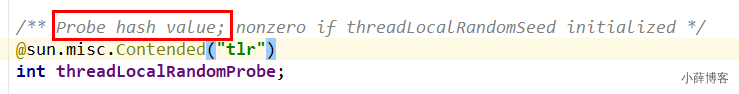 /** Probe hash value; nonzero if threadLocalRandomSeed initialized */
@sun.misc.Contended("tlr")
int threadLocalRandomProbe;
小薛博客